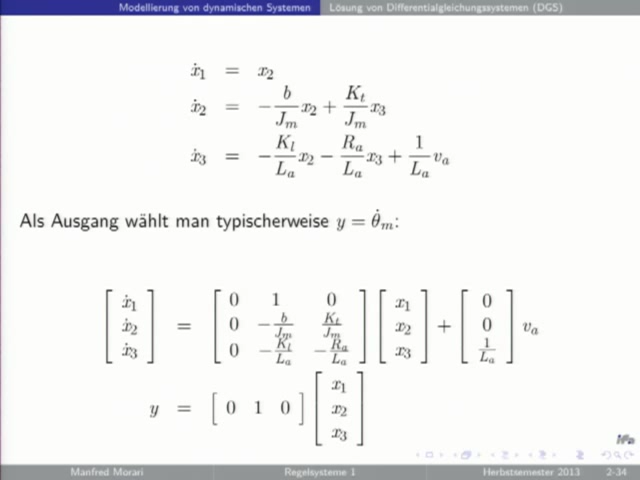 Modellierung von dynamischen Systemen Lösung von Differentialgleichungssystemen (DGS)
ẋ₁ = x₂
ẋ₂ = −b/Jₘ x₂ + Kₜ/Jₘ x₃
ẋ₃ = −Kₗ/Lₐ x₂ − Rₐ/Lₐ x₃ + 1/Lₐ vₐ
Als Ausgang wählt man typischerweise y = θ̇ₘ:
[ẋ₁; ẋ₂; ẋ₃] = [0 1 0; 0 −b/Jₘ Kₜ/Jₘ; 0 −Kₗ/Lₐ −Rₐ/Lₐ] [x₁; x₂; x₃] + [0; 0; 1/Lₐ] vₐ
y = [0 1 0] [x₁; x₂; x₃]
Manfred Morari Regelsysteme 1 Herbstsemester 2013 2-34